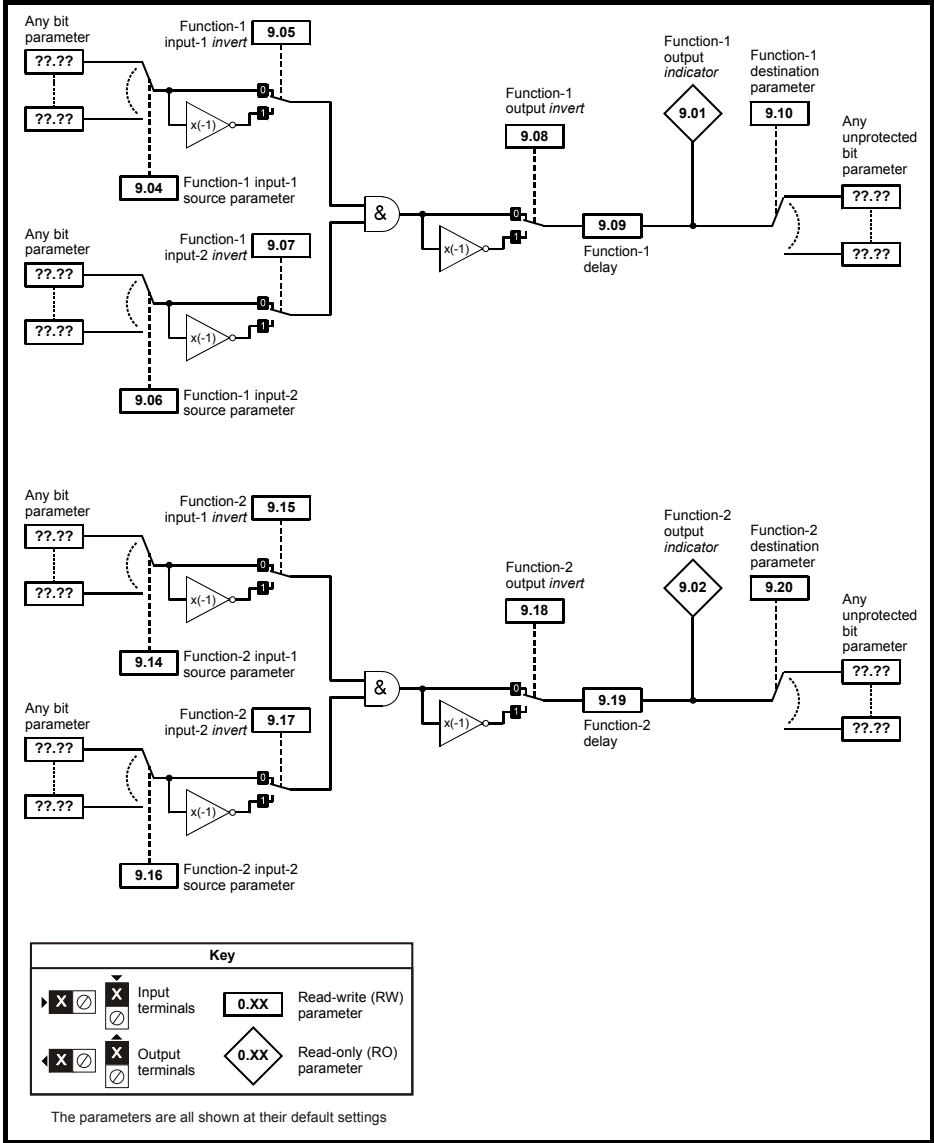 Any bit
parameter
??.??
??.??
9.04
Function-1 input-1
source parameter
Function-1
input-1 invert
9.05
0
1
x(-1)
Any bit
parameter
??.??
??.??
9.06
Function-1 input-2
source parameter
Function-1
input-2 invert
9.07
0
1
x(-1)
&
x(-1)
Function-1
output invert
9.08
0
1
9.09
Function-1
delay
Function-1
output
indicator
9.01
Function-1
destination
parameter
9.10
Any
unprotected
bit
parameter
??.??
??.??
Any bit
parameter
??.??
??.??
9.14
Function-2 input-1
source parameter
Function-2
input-1 invert
9.15
0
1
x(-1)
Any bit
parameter
??.??
??.??
9.16
Function-2 input-2
source parameter
Function-2
input-2 invert
9.17
0
1
x(-1)
&
x(-1)
Function-2
output invert
9.18
0
1
9.19
Function-2
delay
Function-2
output
indicator
9.02
Function-2
destination
parameter
9.20
Any
unprotected
bit
parameter
??.??
??.??
Key
X
X
Input
terminals
0.XX
Read-write (RW)
parameter
X
X
Output
terminals
0.XX
Read-only (RO)
parameter
The parameters are all shown at their default settings